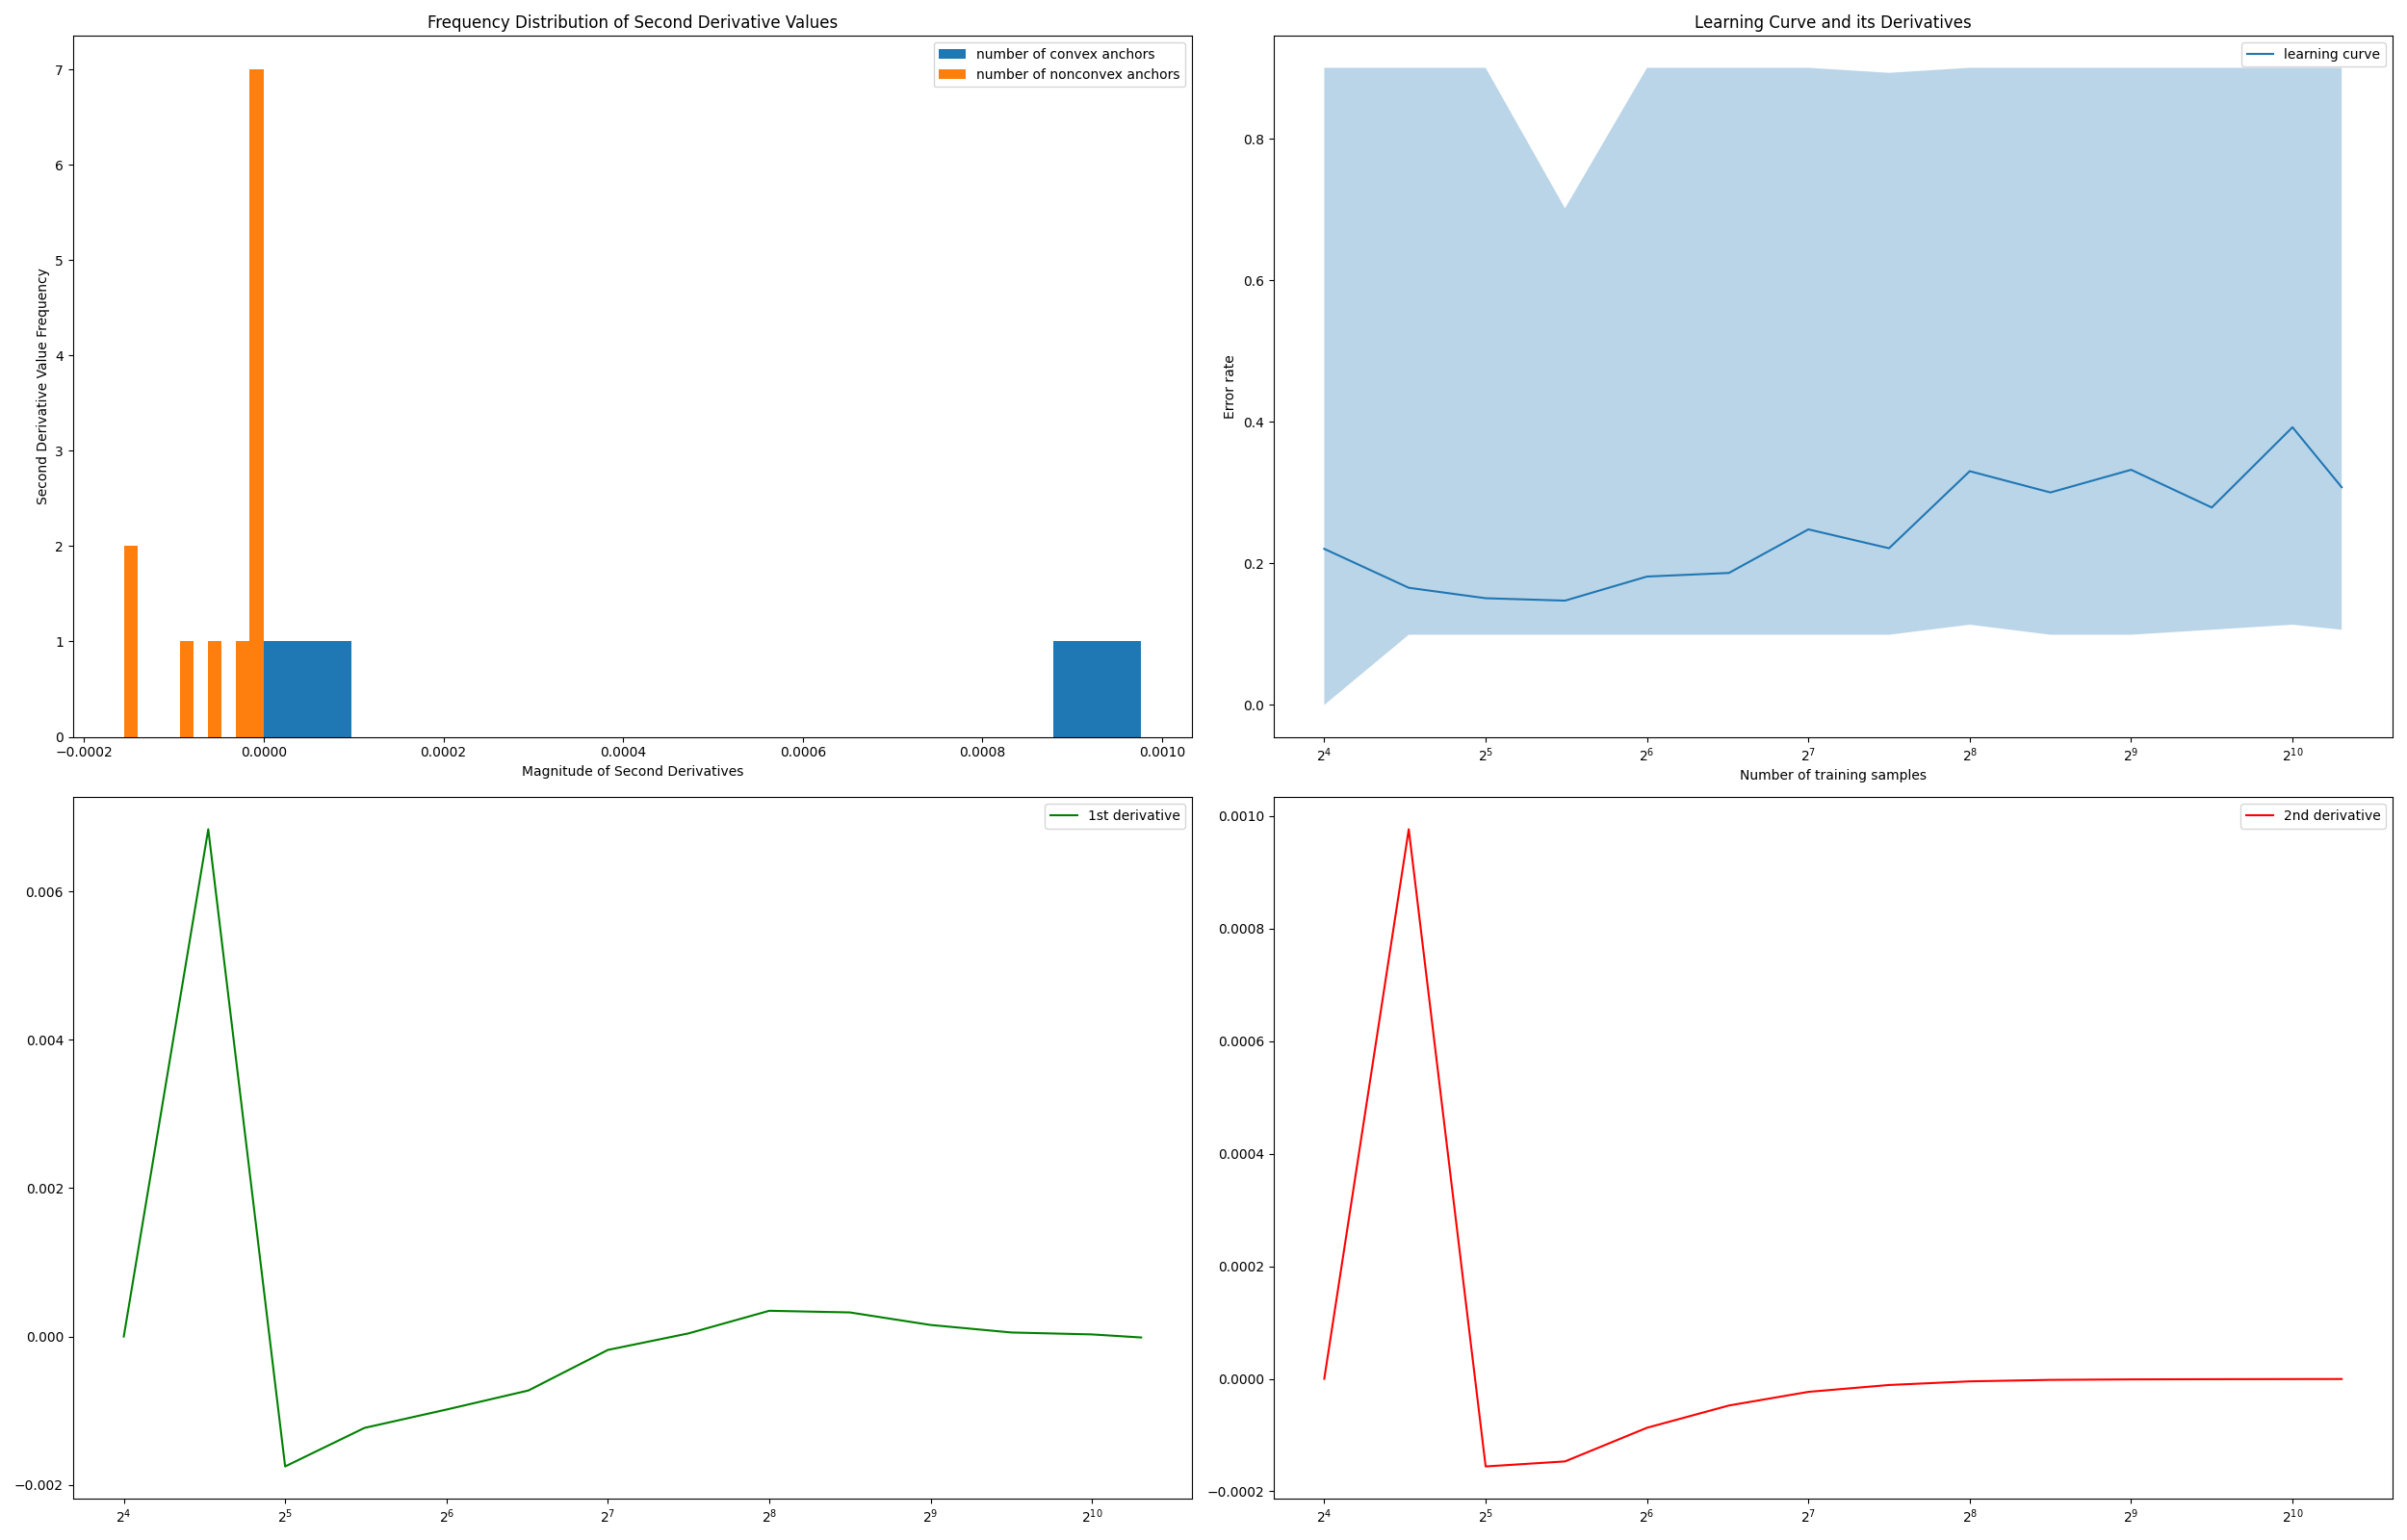 Frequency Distribution of Second Derivative Values
number of convex anchors
number of nonconvex anchors
Second Derivative Value Frequency
7
6
5
4
3
2
1
0
−0.0002 0.0000 0.0002 0.0004 0.0006 0.0008 0.0010
Magnitude of Second Derivatives
Learning Curve and its Derivatives
learning curve
Error rate
0.8
0.6
0.4
0.2
0.0
2⁴ 2⁵ 2⁶ 2⁷ 2⁸ 2⁹ 2¹⁰
Number of training samples
1st derivative
0.006
0.004
0.002
0.000
−0.002
2⁴ 2⁵ 2⁶ 2⁷ 2⁸ 2⁹ 2¹⁰
2nd derivative
0.0010
0.0008
0.0006
0.0004
0.0002
0.0000
−0.0002
2⁴ 2⁵ 2⁶ 2⁷ 2⁸ 2⁹ 2¹⁰